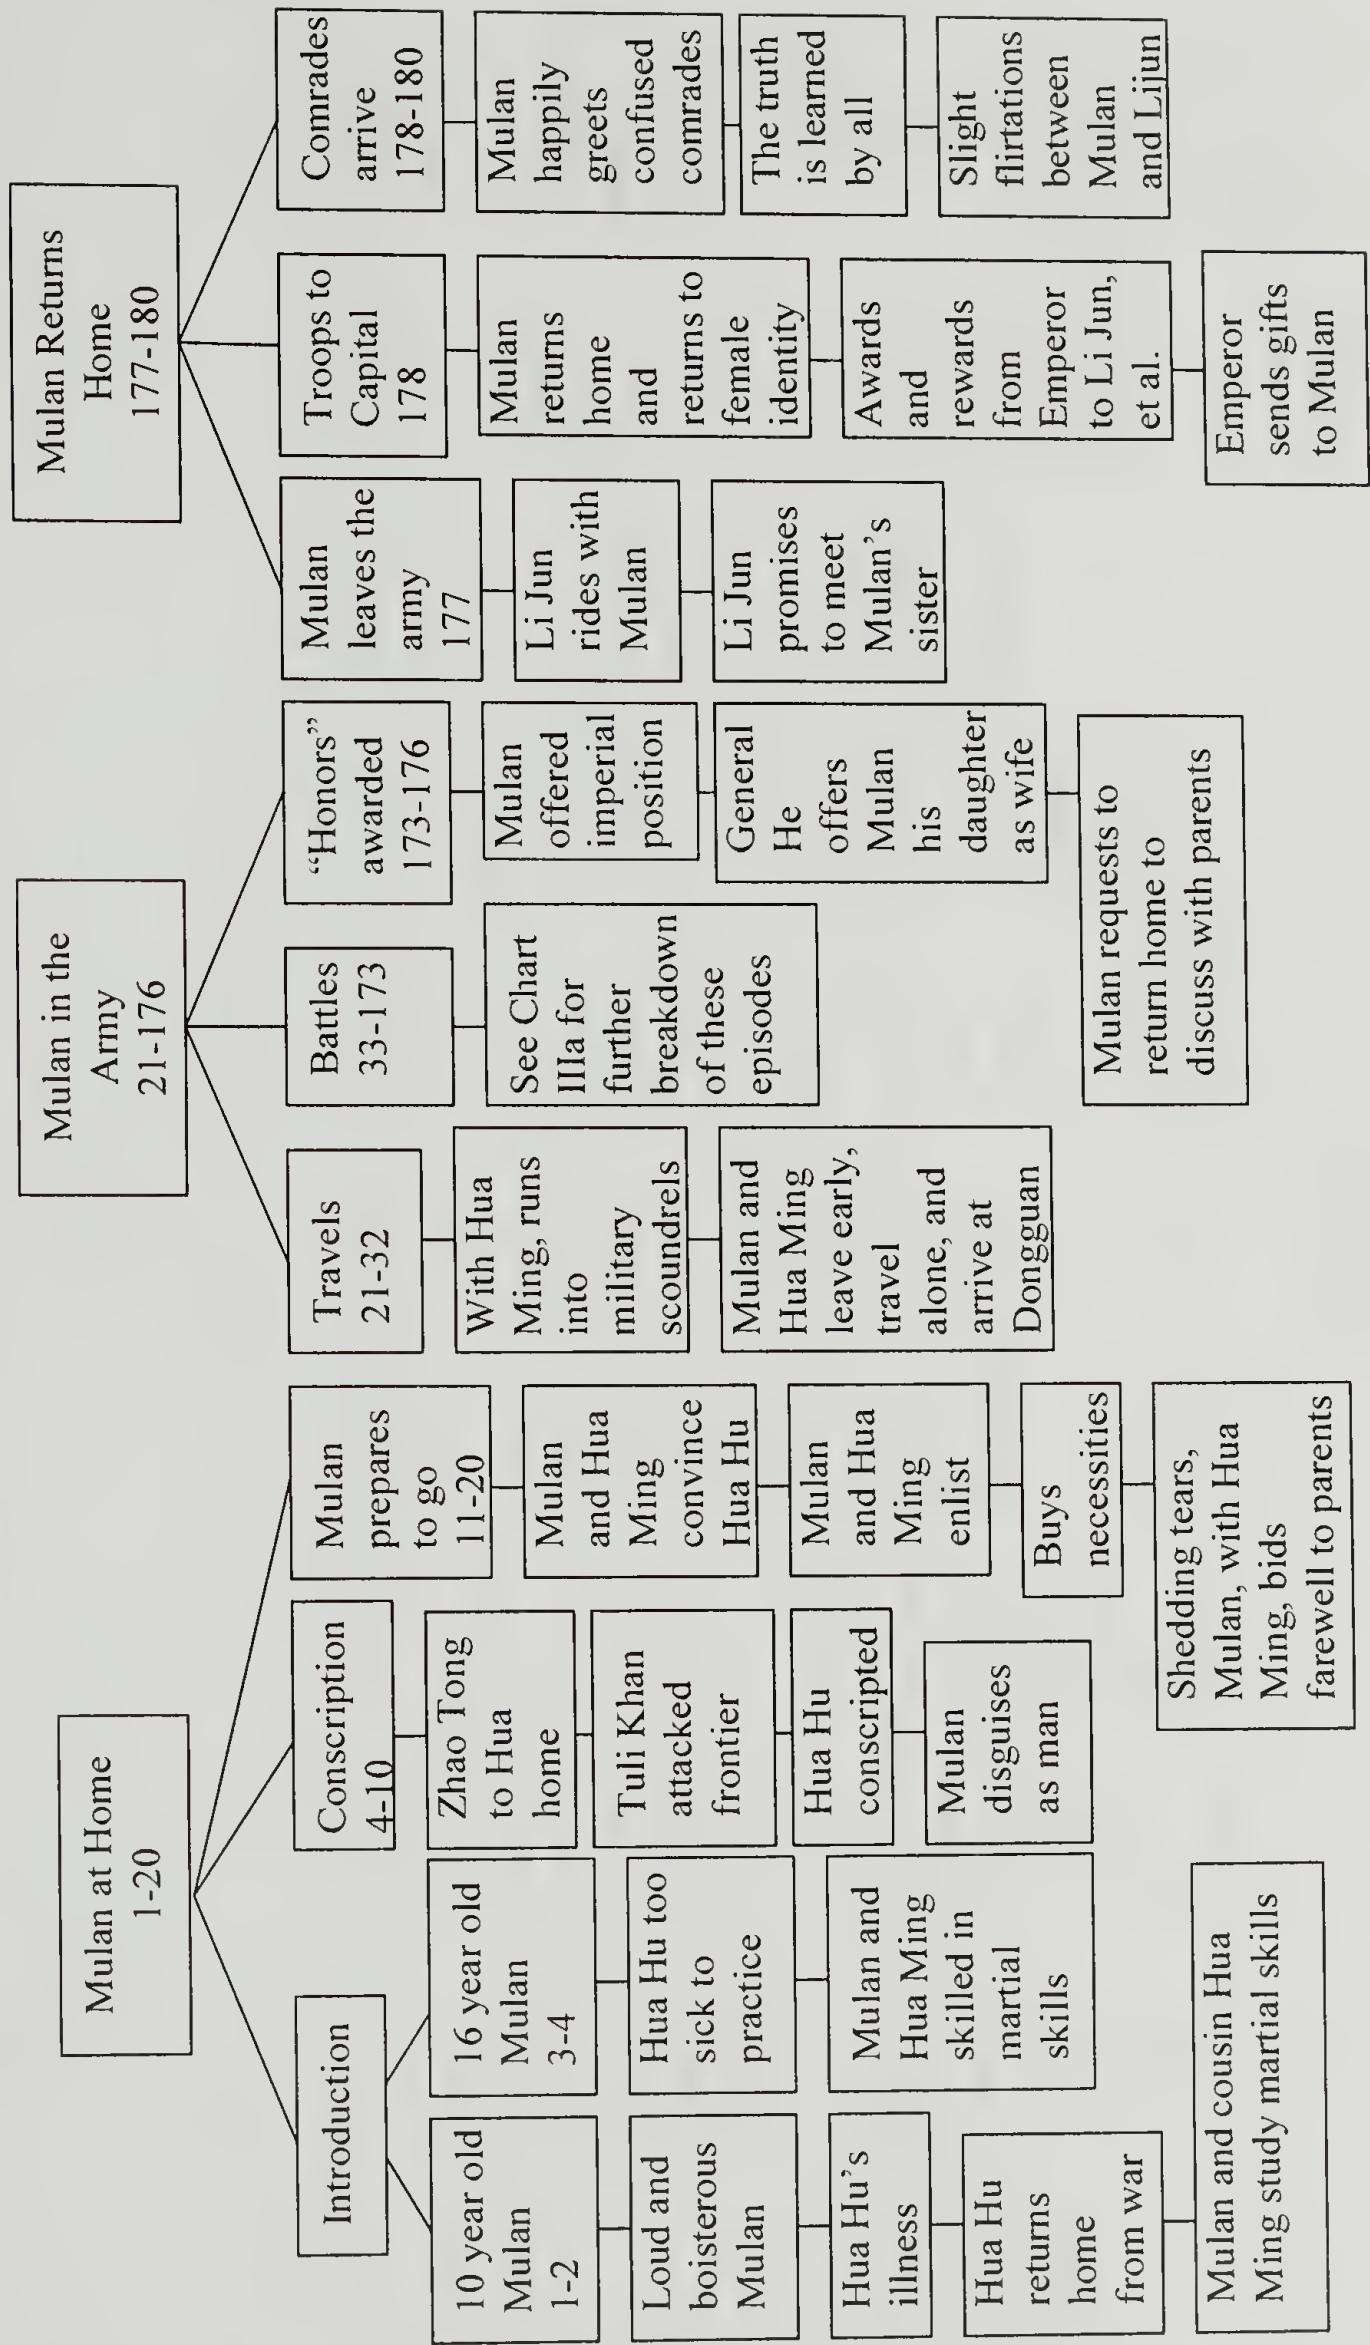 Mulan at Home
1-20
Introduction
10 year old
Mulan
1-2
Loud and
boisterous
Mulan
Hua Hu's
illness
Hua Hu
returns
home
from war
Mulan and cousin Hua
Ming study martial skills
16 year old
Mulan
3-4
Hua Hu too
sick to
practice
Mulan and
Hua Ming
skilled in
martial
skills
Conscription
4-10
Zhao Tong
to Hua
home
Tuli Khan
attacked
frontier
Hua Hu
conscripted
Mulan
disguises
as man
Mulan
prepares
to go
11-20
Mulan
and Hua
Ming
convince
Hua Hu
Mulan
and Hua
Ming
enlist
Buys
necessities
Shedding tears,
Mulan, with Hua
Ming, bids
farewell to parents
Mulan in the
Army
21-176
Travels
21-32
With Hua
Ming, runs
into
military
scoundrels
Mulan and
Hua Ming
leave early,
travel
alone, and
arrive at
Dongguan
Battles
33-173
See Chart
IIIa for
further
breakdown
of these
episodes
“Honors”
awarded
173-176
Mulan
offered
imperial
position
General
He
offers
Mulan
his
daughter
as wife
Mulan requests to
return home to
discuss with parents
Mulan Returns
Home
177-180
Mulan
leaves the
army
177
Li Jun
rides with
Mulan
Li Jun
promises
to meet
Mulan's
sister
Troops to
Capital
178
Mulan
returns
home
and
returns to
female
identity
Awards
and
rewards
from
Emperor
to Li Jun,
et al.
Emperor
sends gifts
to Mulan
Comrades
arrive
178-180
Mulan
happily
greets
confused
comrades
The truth
is learned
by all
Slight
flirtations
between
Mulan
and Lijun